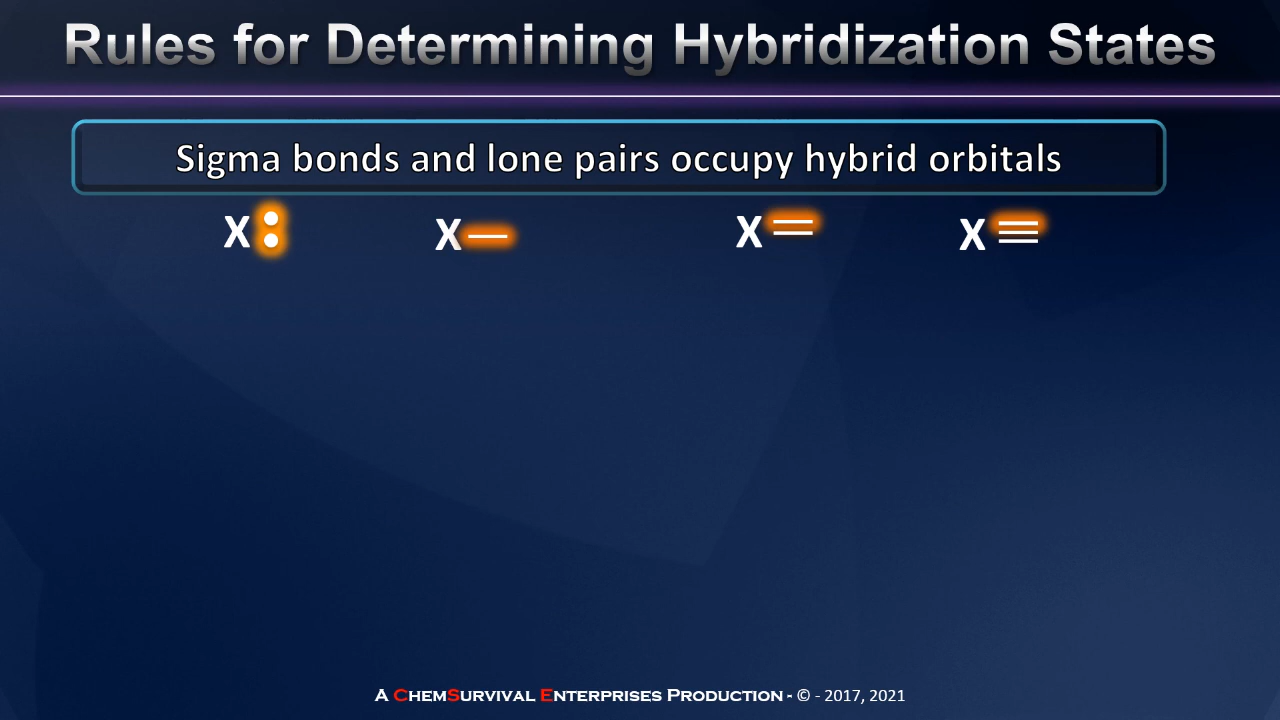 Rules for Determining Hybridization States
Sigma bonds and lone pairs occupy hybrid orbitals
X: X— X= X≡
A ChemSurvival Enterprises Production - © - 2017, 2021